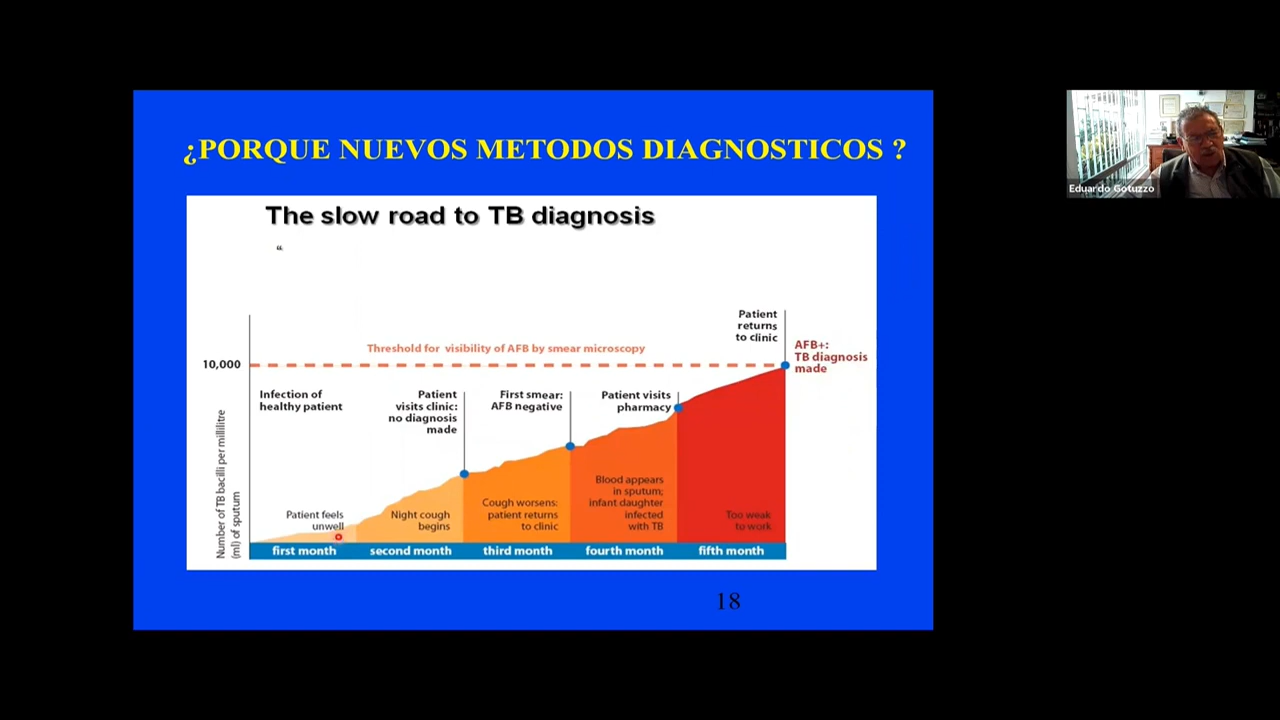 ¿PORQUE NUEVOS METODOS DIAGNOSTICOS ?
Eduardo Gotuzzo
The slow road to TB diagnosis
“
Patient
returns
to clinic
Threshold for visibility of AFB by smear microscopy
AFB+:
TB diagnosis
made
10,000
Infection of
healthy patient
Patient
visits clinic:
no diagnosis
made
First smear:
AFB negative
Patient visits
pharmacy
Number of TB bacilli per millilitre
(ml) of sputum
Patient feels
unwell
Night cough
begins
Cough worsens:
patient returns
to clinic
Blood appears
in sputum;
infant daughter
infected
with TB
Too weak
to work
first month
second month
third month
fourth month
fifth month
18